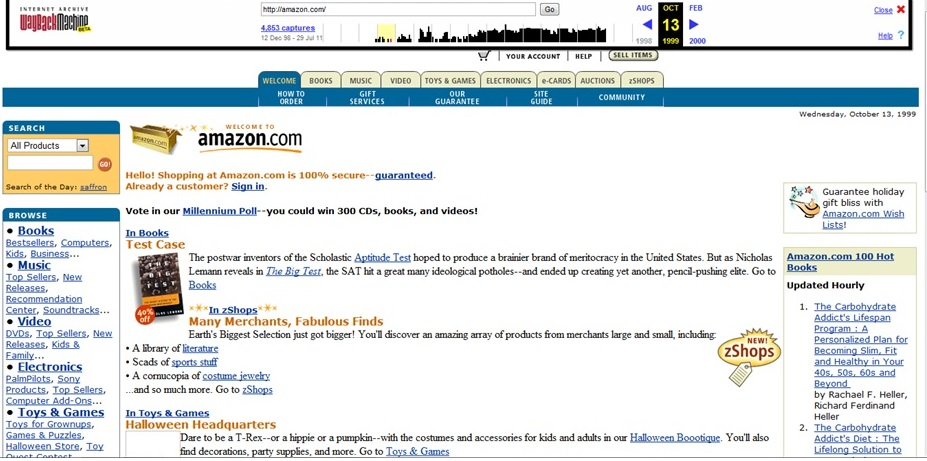 INTERNET ARCHIVE
WayBackMachine
BETA
http://amazon.com/
Go
4,853 captures
12 Dec 98 - 29 Jul 11
AUG OCT FEB
13
1998 1999 2000
Close
Help ?
YOUR ACCOUNT | HELP | SELL ITEMS
WELCOME BOOKS MUSIC VIDEO TOYS & GAMES ELECTRONICS e-CARDS AUCTIONS zSHOPS
HOW TO ORDER GIFT SERVICES OUR GUARANTEE SITE GUIDE COMMUNITY
Wednesday, October 13, 1999
SEARCH
All Products
GO!
Search of the Day: saffron
BROWSE
• Books
Bestsellers, Computers,
Kids, Business...
• Music
Top Sellers, New
Releases,
Recommendation
Center, Soundtracks...
• Video
DVDs, Top Sellers, New
Releases, Kids &
Family...
• Electronics
PalmPilots, Sony
Products, Top Sellers,
Computer Add-Ons...
• Toys & Games
Toys for Grownups,
Games & Puzzles,
Halloween Store, Toy
Quest Contest
amazon.com
WELCOME TO
amazon.com
Hello! Shopping at Amazon.com is 100% secure--guaranteed.
Already a customer? Sign in.
Vote in our Millennium Poll--you could win 300 CDs, books, and videos!
In Books
Test Case
THE BIG TEST
40% off
The postwar inventors of the Scholastic Aptitude Test hoped to produce a brainier brand of meritocracy in the United States. But as Nicholas
Lemann reveals in The Big Test, the SAT hit a great many ideological potholes--and ended up creating yet another, pencil-pushing elite. Go to
Books
In zShops
Many Merchants, Fabulous Finds
Earth's Biggest Selection just got bigger! You'll discover an amazing array of products from merchants large and small, including:
• A library of literature
• Scads of sports stuff
• A cornucopia of costume jewelry
...and so much more. Go to zShops
NEW!
zShops
In Toys & Games
Halloween Headquarters
Dare to be a T-Rex--or a hippie or a pumpkin--with the costumes and accessories for kids and adults in our Halloween Boootique. You'll also
find decorations, party supplies, and more. Go to Toys & Games
Guarantee holiday
gift bliss with
Amazon.com Wish
Lists!
Amazon.com 100 Hot
Books
Updated Hourly
1. The Carbohydrate
Addict's Lifespan
Program : A
Personalized Plan for
Becoming Slim, Fit
and Healthy in Your
40s, 50s, 60s and
Beyond
by Rachael F. Heller,
Richard Ferdinand
Heller
2. The Carbohydrate
Addict's Diet : The
Lifelong Solution to